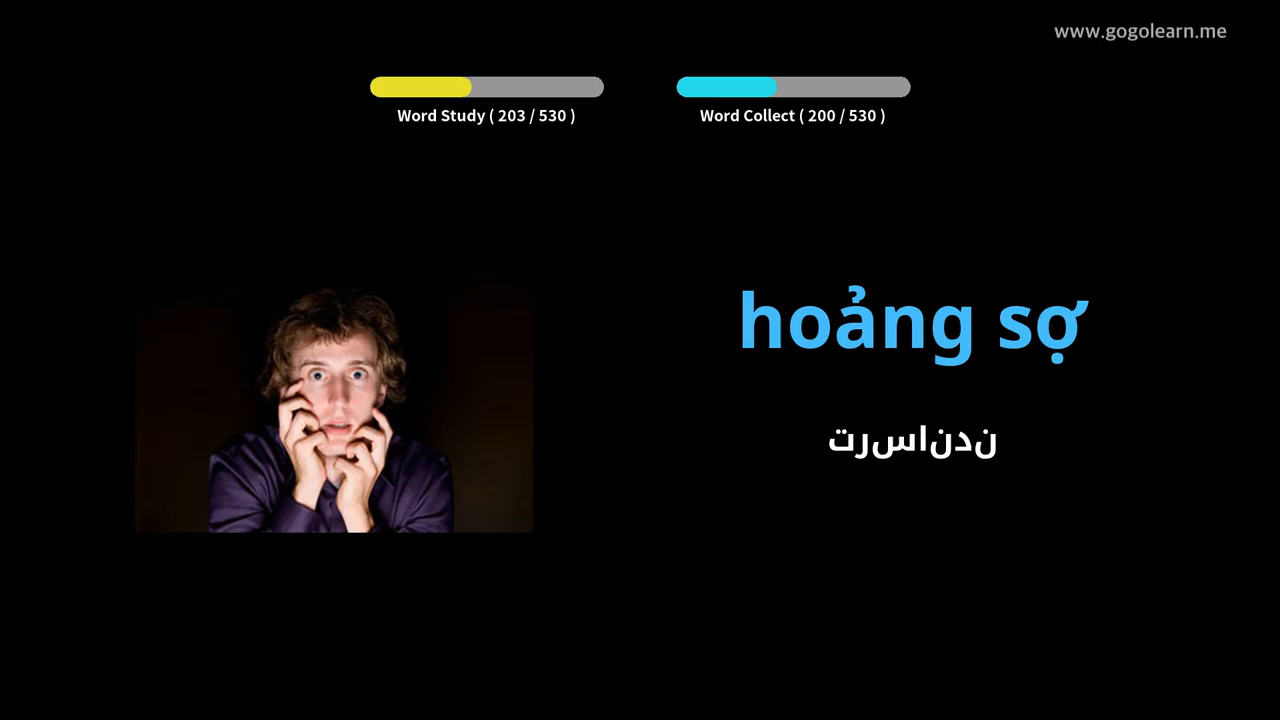 www.gogolearn.me
Word Study ( 203 / 530 )
Word Collect ( 200 / 530 )
hoảng sợ
ترساندن